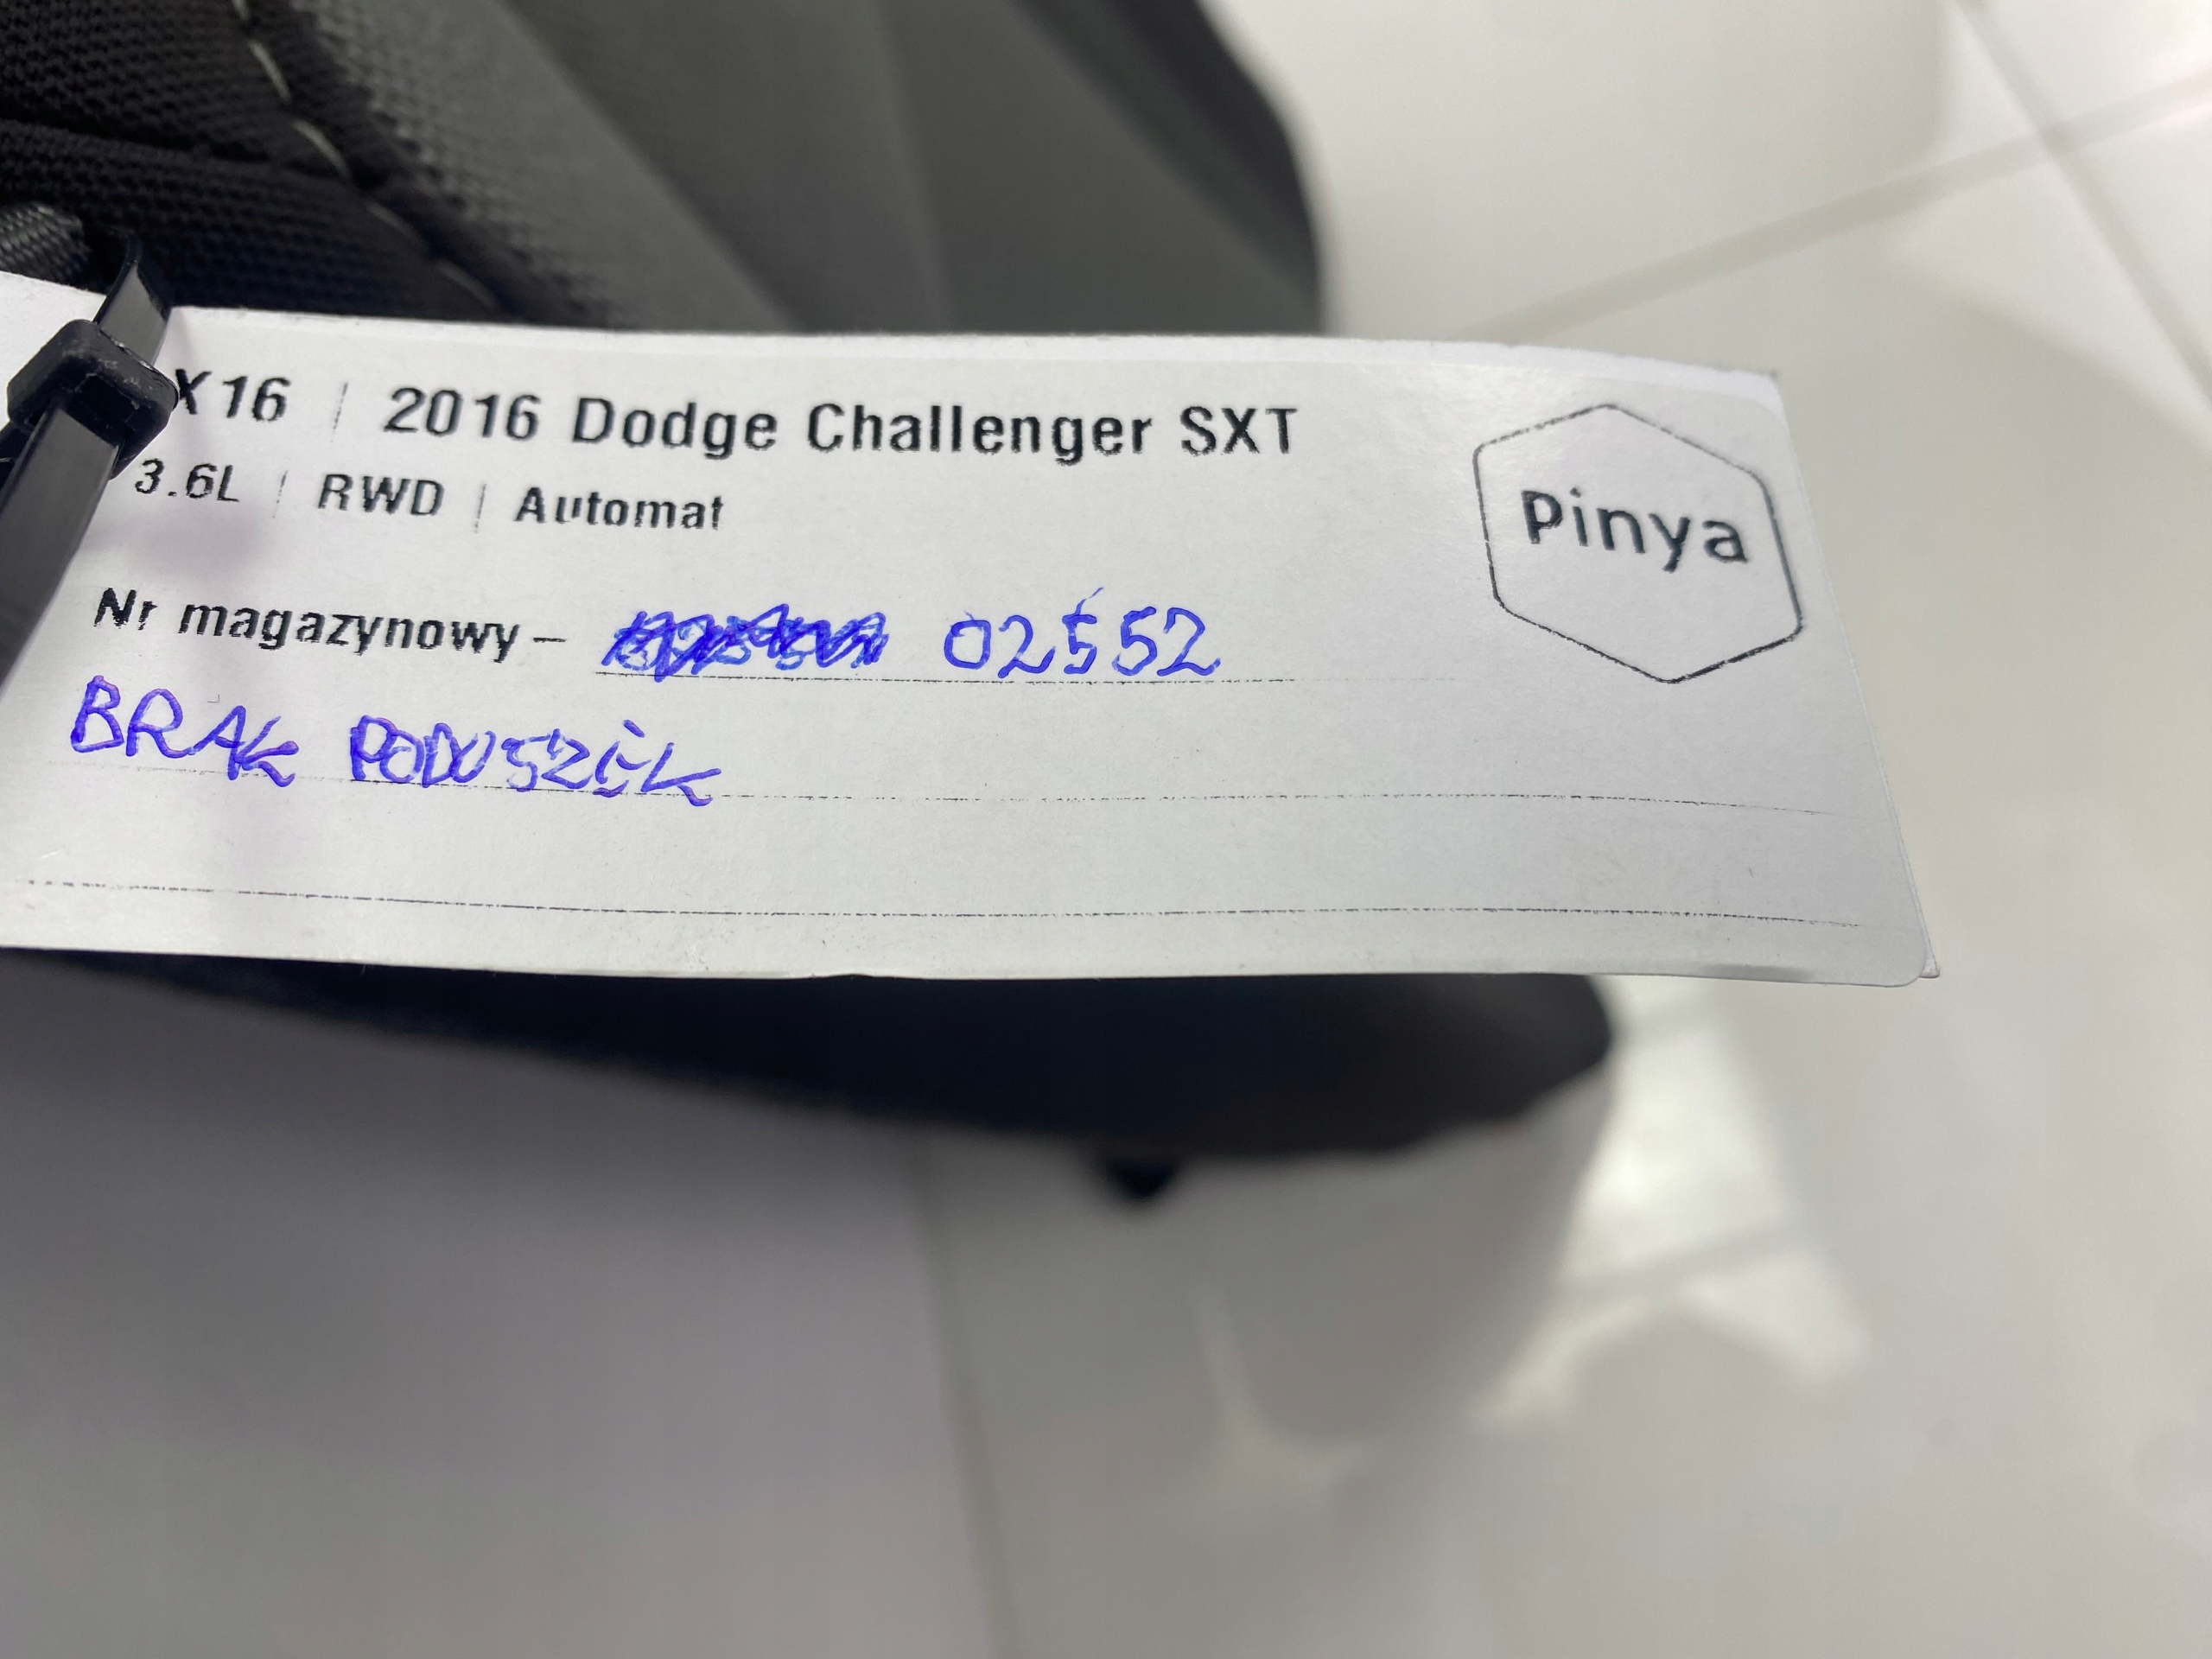 X16 | 2016 Dodge Challenger SXT
3.6L | RWD | Automat
Pinya
Nr magazynowy – 02552
BRAK PODUSZEK